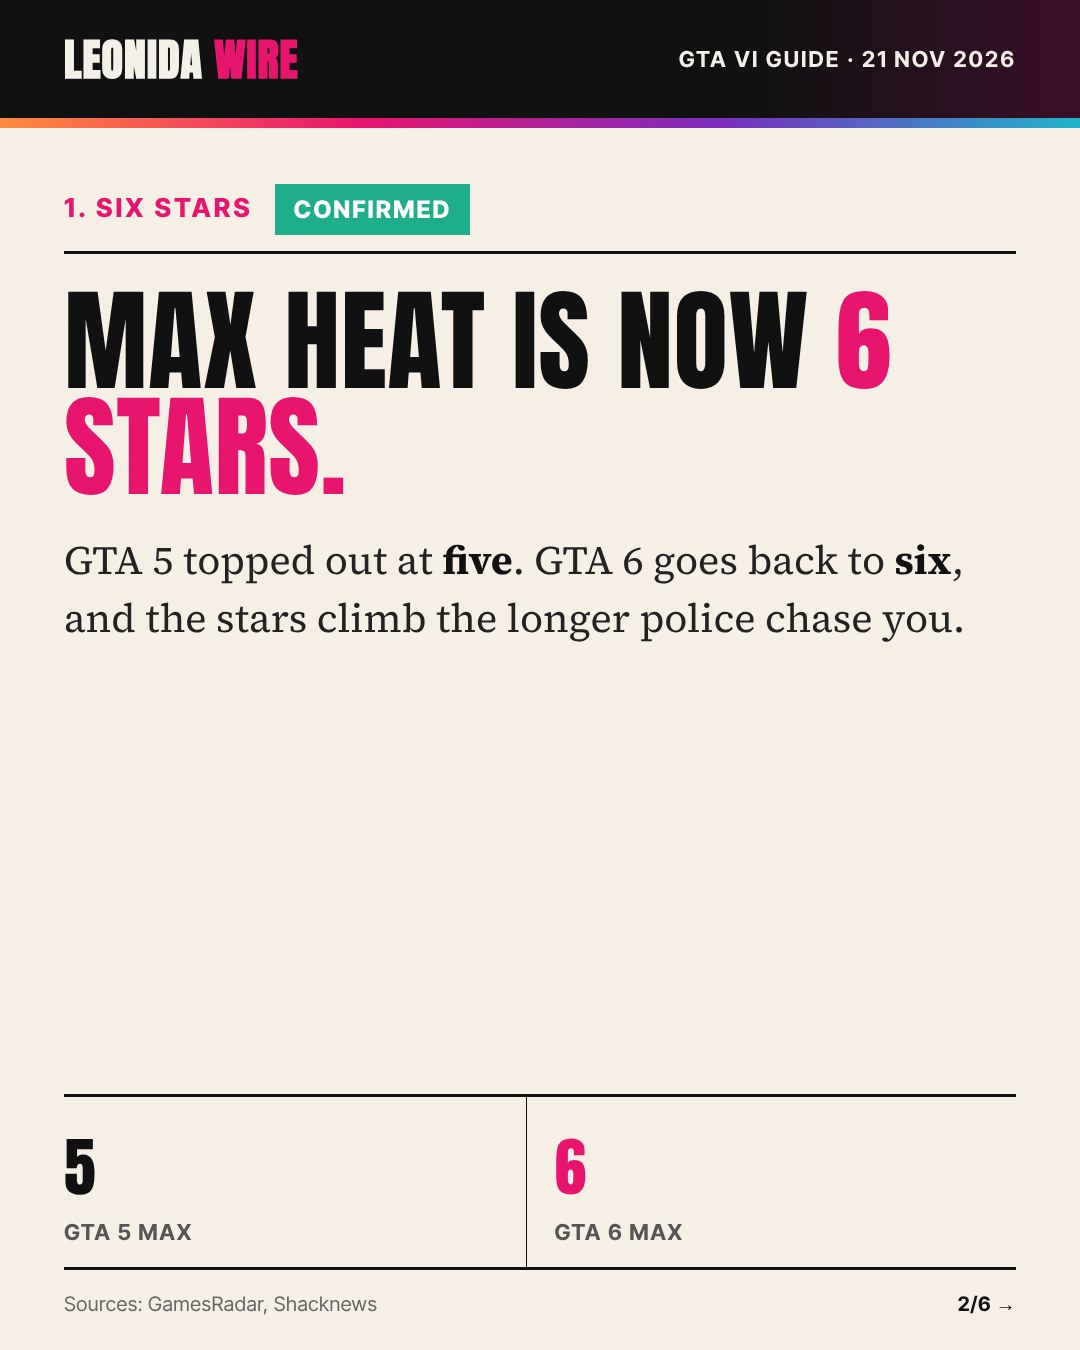 LEONIDA WIRE
GTA VI GUIDE · 21 NOV 2026
1. SIX STARS
CONFIRMED
MAX HEAT IS NOW 6
STARS.
GTA 5 topped out at five. GTA 6 goes back to six,
and the stars climb the longer police chase you.
5
GTA 5 MAX
6
GTA 6 MAX
Sources: GamesRadar, Shacknews
2/6 →